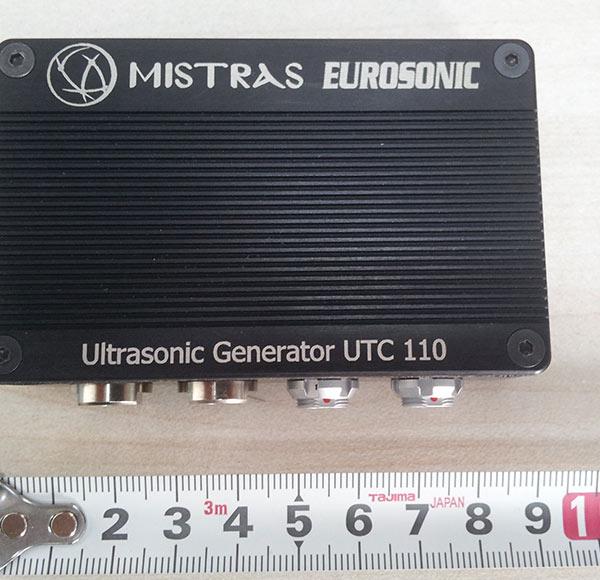 MISTRAS EUROSONIC
Ultrasonic Generator UTC 110
3m Tajima JAPAN
2 3 4 5 6 7 8 9 1